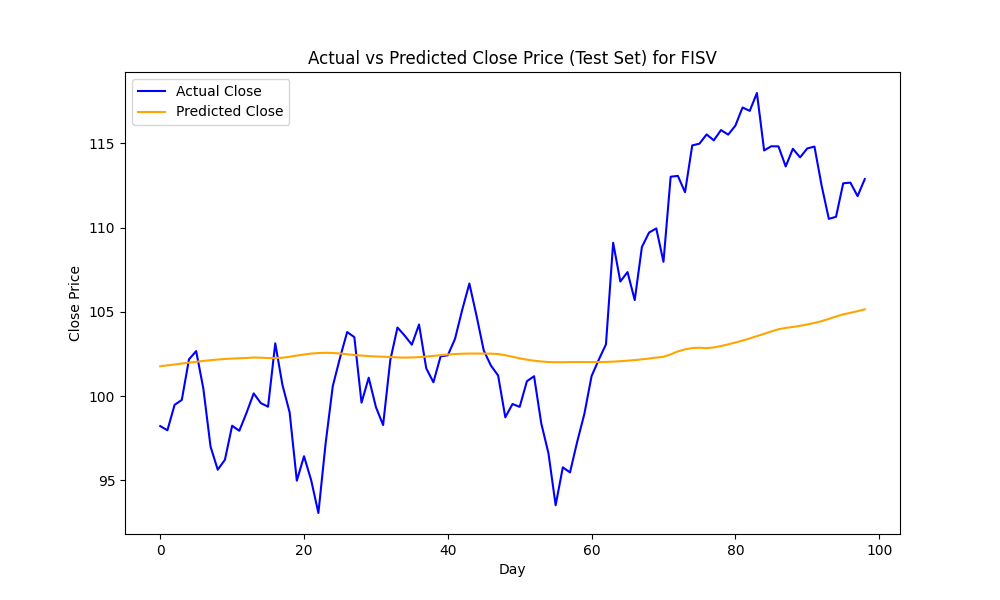 Actual vs Predicted Close Price (Test Set) for FISV
Actual Close
Predicted Close
115
110
105
100
95
Close Price
0 20 40 60 80 100
Day